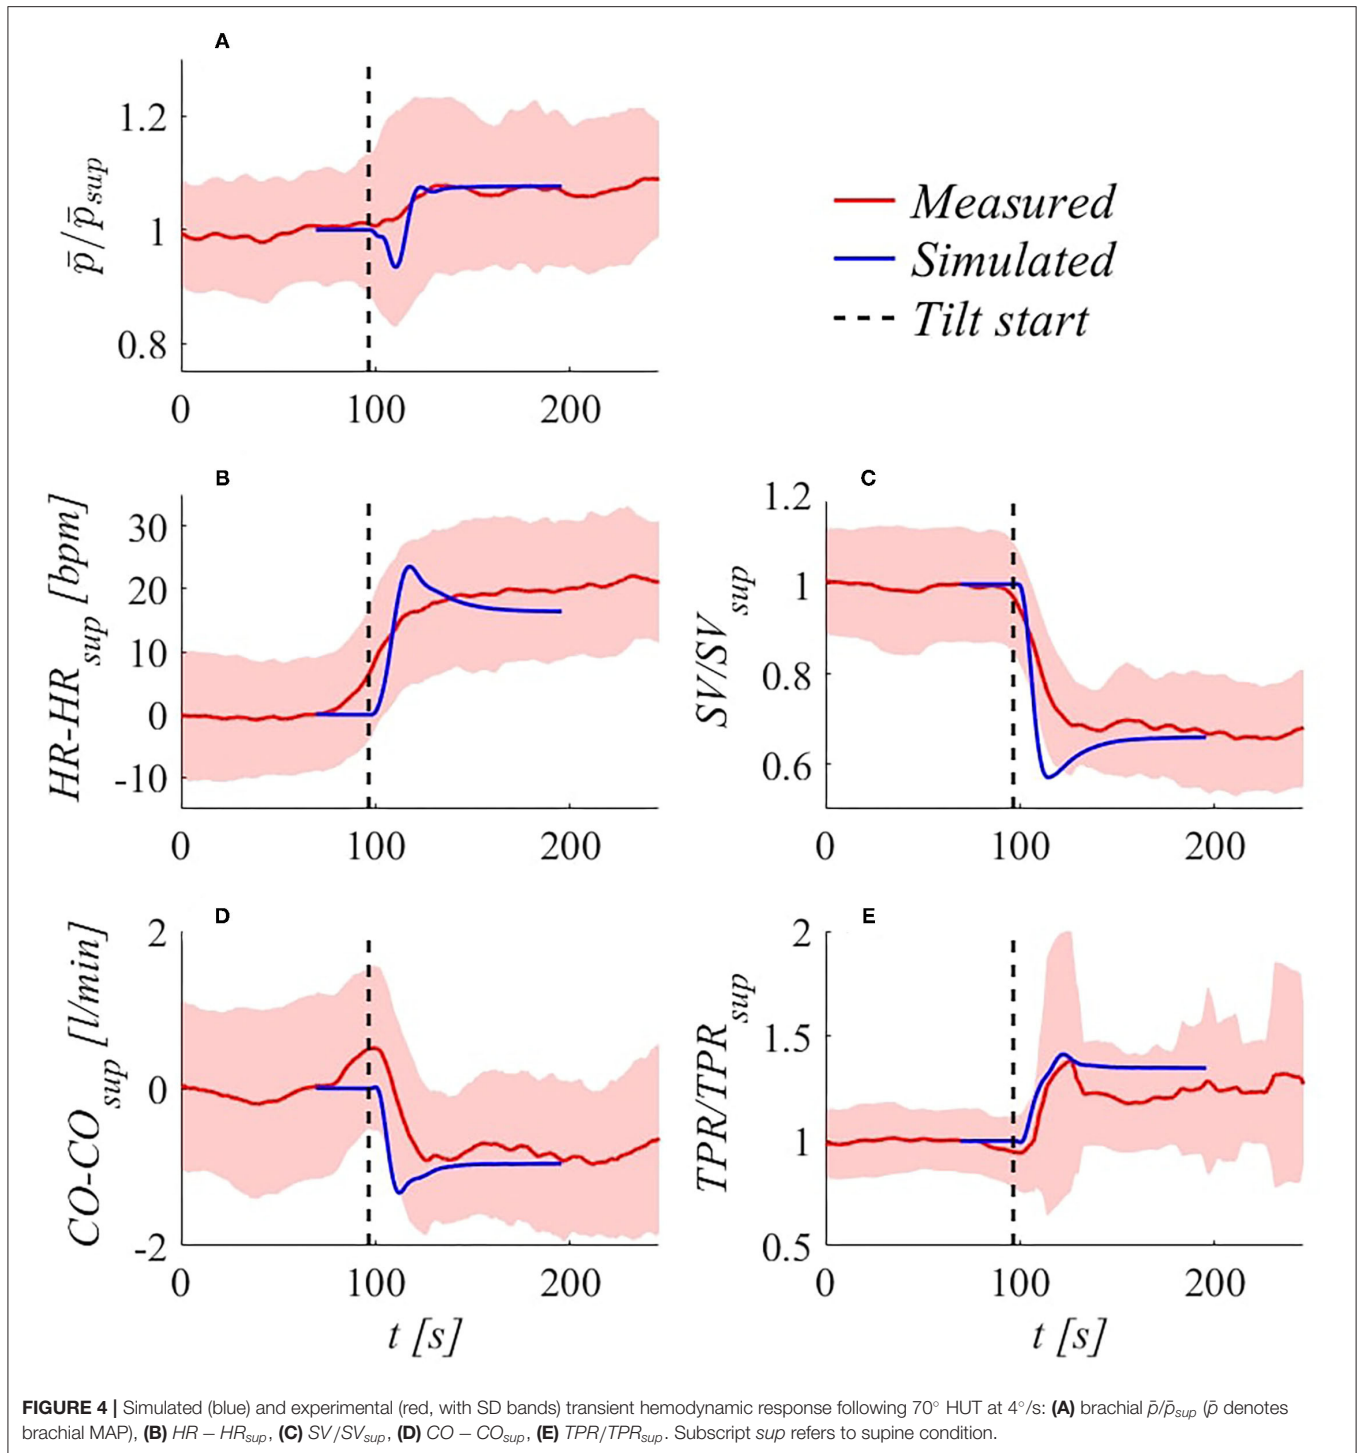 A
1.2
1
0.8
p̄/p̄sup
0 100 200
Measured
Simulated
Tilt start
B
30
20
10
0
-10
HR-HRsup [bpm]
0 100 200
C
1.2
1
0.8
0.6
SV/SVsup
0 100 200
D
2
0
-2
CO-COsup [l/min]
0 100 200
t [s]
E
2
1.5
1
0.5
TPR/TPRsup
0 100 200
t [s]
FIGURE 4 | Simulated (blue) and experimental (red, with SD bands) transient hemodynamic response following 70° HUT at 4°/s: (A) brachial p̄/p̄sup (p̄ denotes
brachial MAP), (B) HR − HRsup, (C) SV/SVsup, (D) CO − COsup, (E) TPR/TPRsup. Subscript sup refers to supine condition.